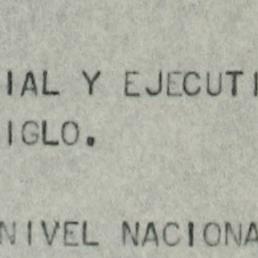 IAL Y EJECUTI
IGLO.
NIVEL NACIONA